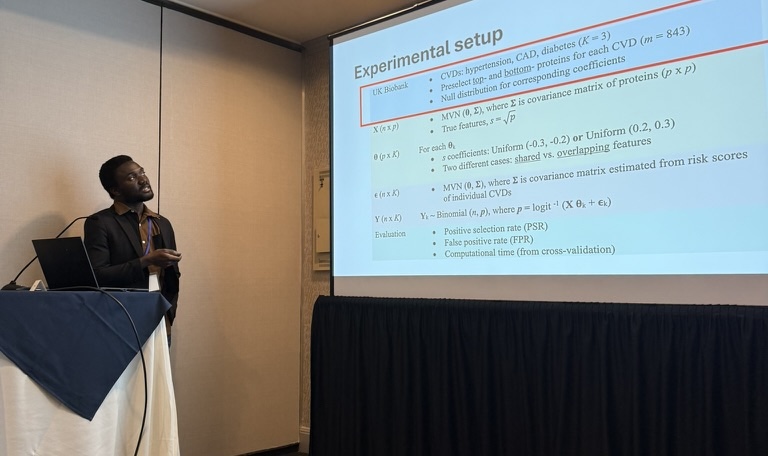 Experimental setup
UK Biobank
• CVDs: hypertension, CAD, diabetes (K = 3)
• Preselect top- and bottom- proteins for each CVD (m = 843)
• Null distribution for corresponding coefficients
X (n x p)
• MVN (0, Σ), where Σ is covariance matrix of proteins (p x p)
• True features, s = √p
θ (p x K)
For each θₖ
• s coefficients: Uniform (-0.3, -0.2) or Uniform (0.2, 0.3)
• Two different cases: shared vs. overlapping features
ϵ (n x K)
• MVN (0, Σ), where Σ is covariance matrix estimated from risk scores
of individual CVDs
Y (n x K)
Yₖ ~ Binomial (n, p), where p = logit⁻¹ (X θₖ + ϵₖ)
Evaluation
• Positive selection rate (PSR)
• False positive rate (FPR)
• Computational time (from cross-validation)